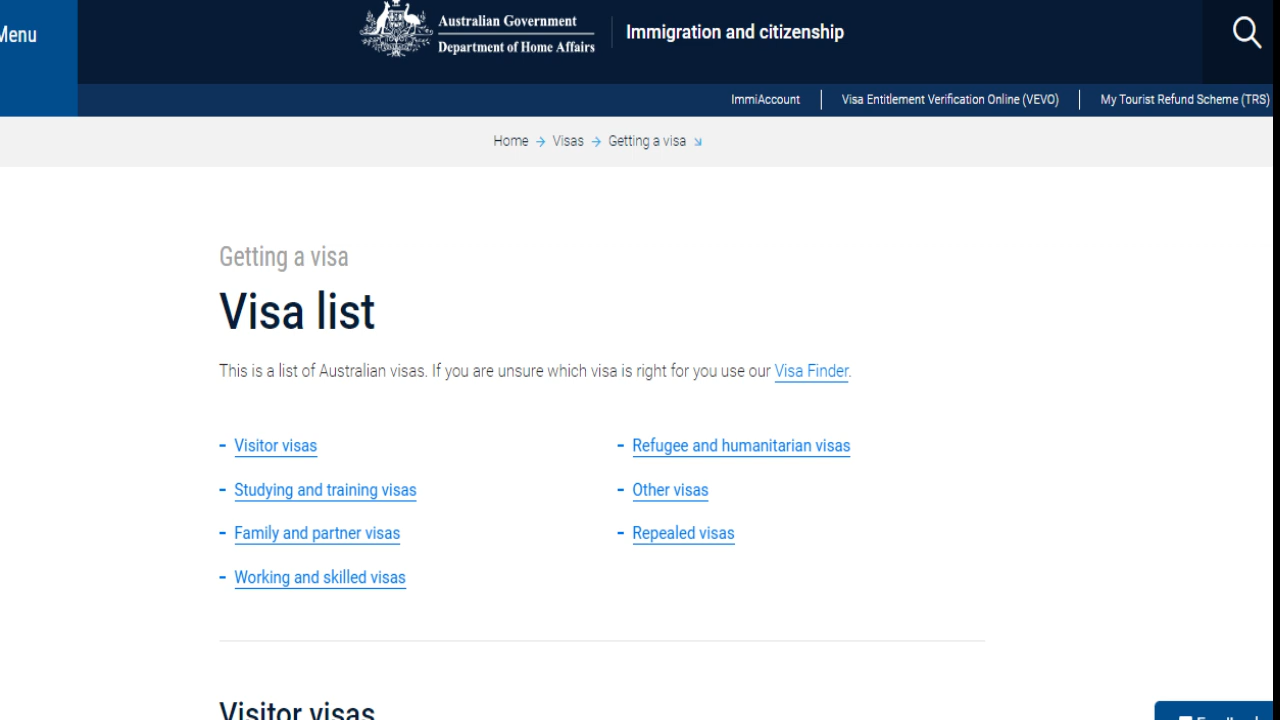 Menu
Australian Government
Department of Home Affairs
Immigration and citizenship
ImmiAccount
Visa Entitlement Verification Online (VEVO)
My Tourist Refund Scheme (TRS)
Home → Visas → Getting a visa
Getting a visa
Visa list
This is a list of Australian visas. If you are unsure which visa is right for you use our Visa Finder.
- Visitor visas
- Studying and training visas
- Family and partner visas
- Working and skilled visas
- Refugee and humanitarian visas
- Other visas
- Repealed visas
Visitor visas